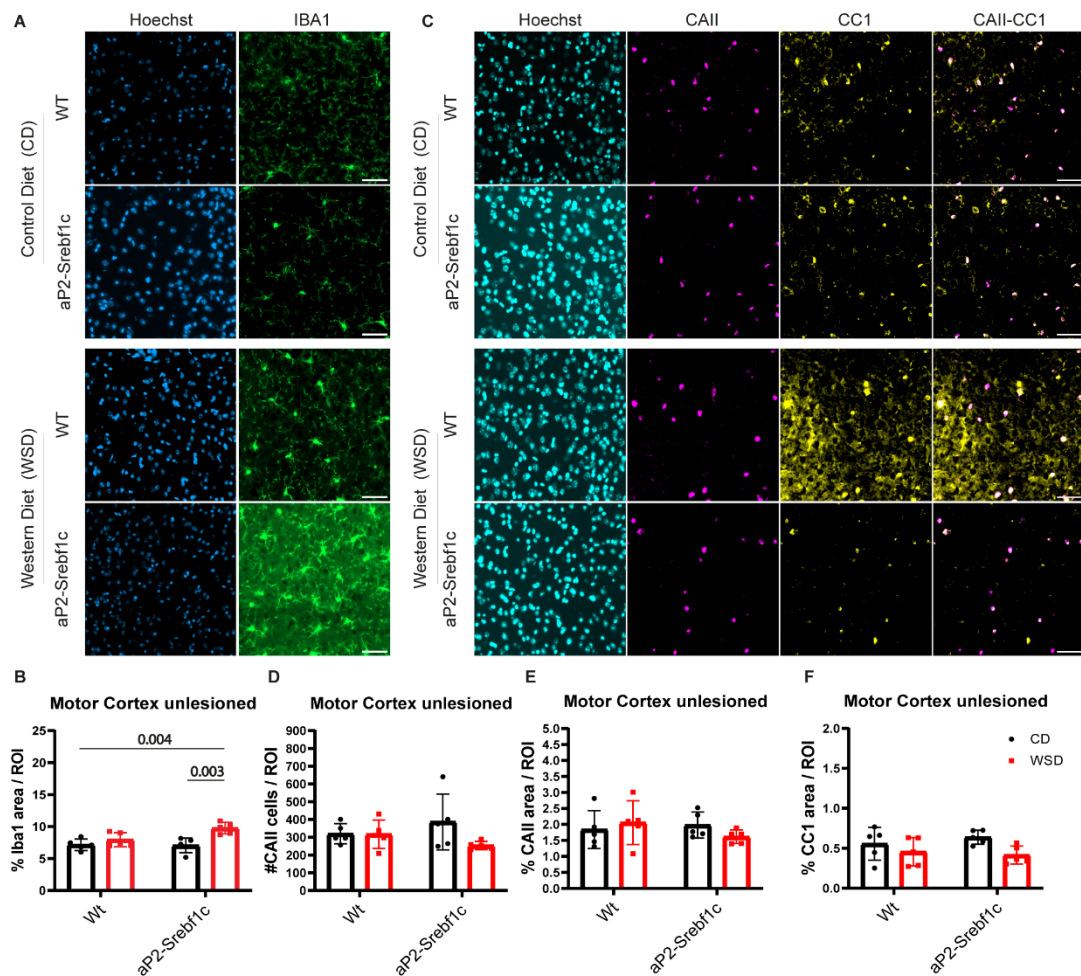 A
Hoechst
IBA1
C
CAII
CC1
CAII-CC1
Control Diet (CD)
WT
aP2-Srebf1c
Western Diet (WSD)
WT
aP2-Srebf1c
Control Diet (CD)
WT
aP2-Srebf1c
Western Diet (WSD)
WT
aP2-Srebf1c
Hoechst
B
Motor Cortex unlesioned
% Iba1 area / ROI
25
20
15
10
5
0
0.004
0.003
Wt
aP2-Srebf1c
D
Motor Cortex unlesioned
#CAII cells / ROI
900
800
700
600
500
400
300
200
100
0
Wt
aP2-Srebf1c
E
Motor Cortex unlesioned
% CAII area / ROI
5.0
4.5
4.0
3.5
3.0
2.5
2.0
1.5
1.0
0.5
0.0
Wt
aP2-Srebf1c
F
Motor Cortex unlesioned
% CC1 area / ROI
2.0
1.5
1.0
0.5
0.0
CD
WSD
Wt
aP2-Srebf1c